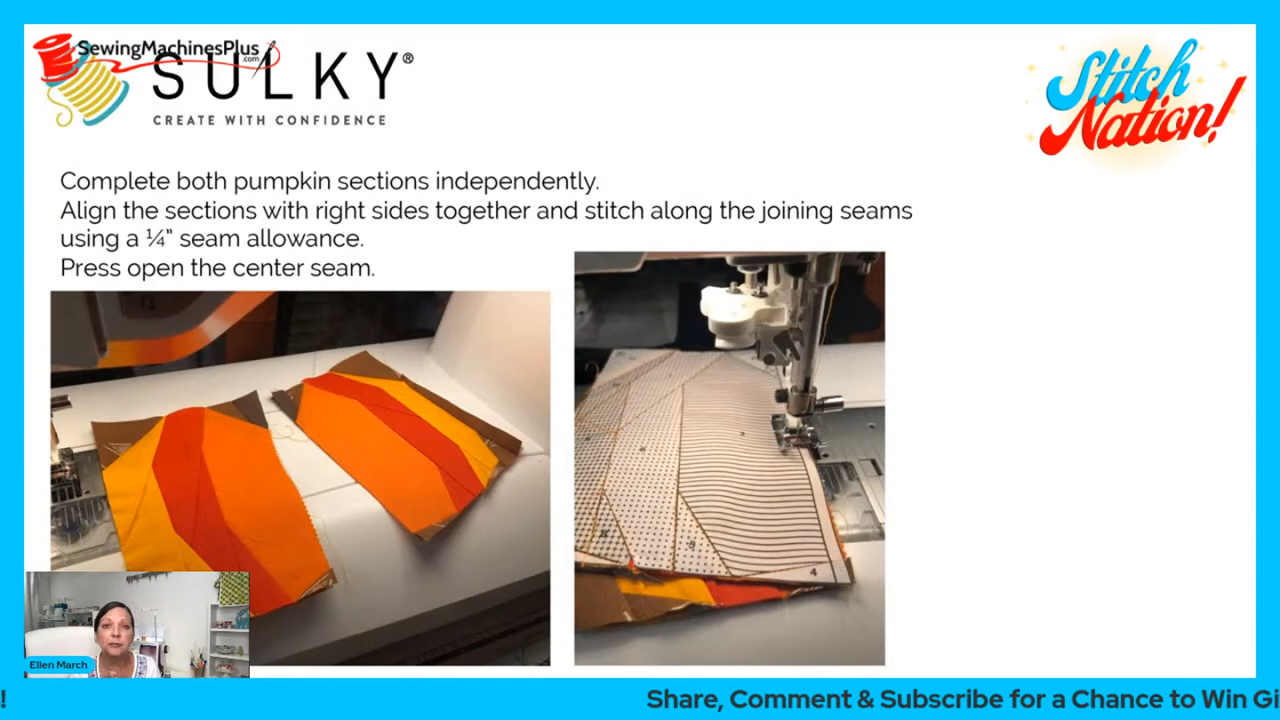 SewingMachinesPlus
.com
SULKY®
CREATE WITH CONFIDENCE
Stitch
Nation!
Complete both pumpkin sections independently.
Align the sections with right sides together and stitch along the joining seams
using a ¼” seam allowance.
Press open the center seam.
4
Ellen March
s!
Share, Comment & Subscribe for a Chance to Win Gi